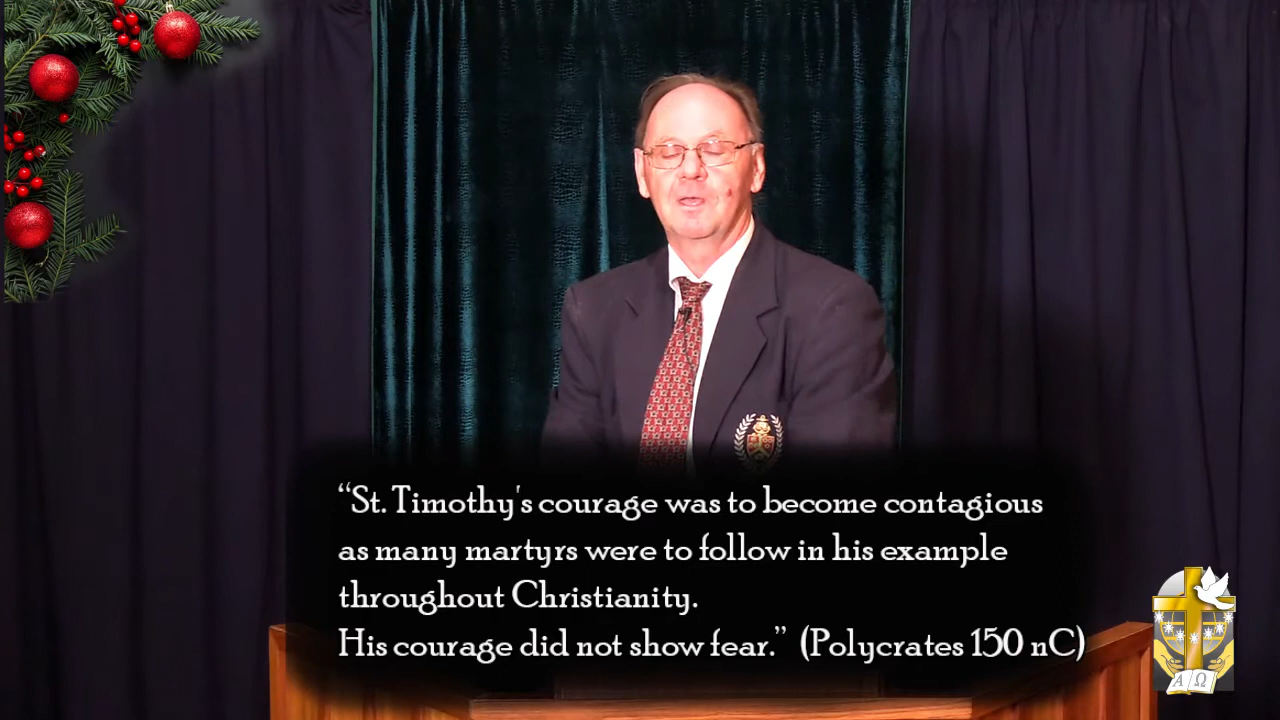 “St. Timothy's courage was to become contagious
as many martyrs were to follow in his example
throughout Christianity.
His courage did not show fear.” (Polycrates 150 nC)
Α Ω